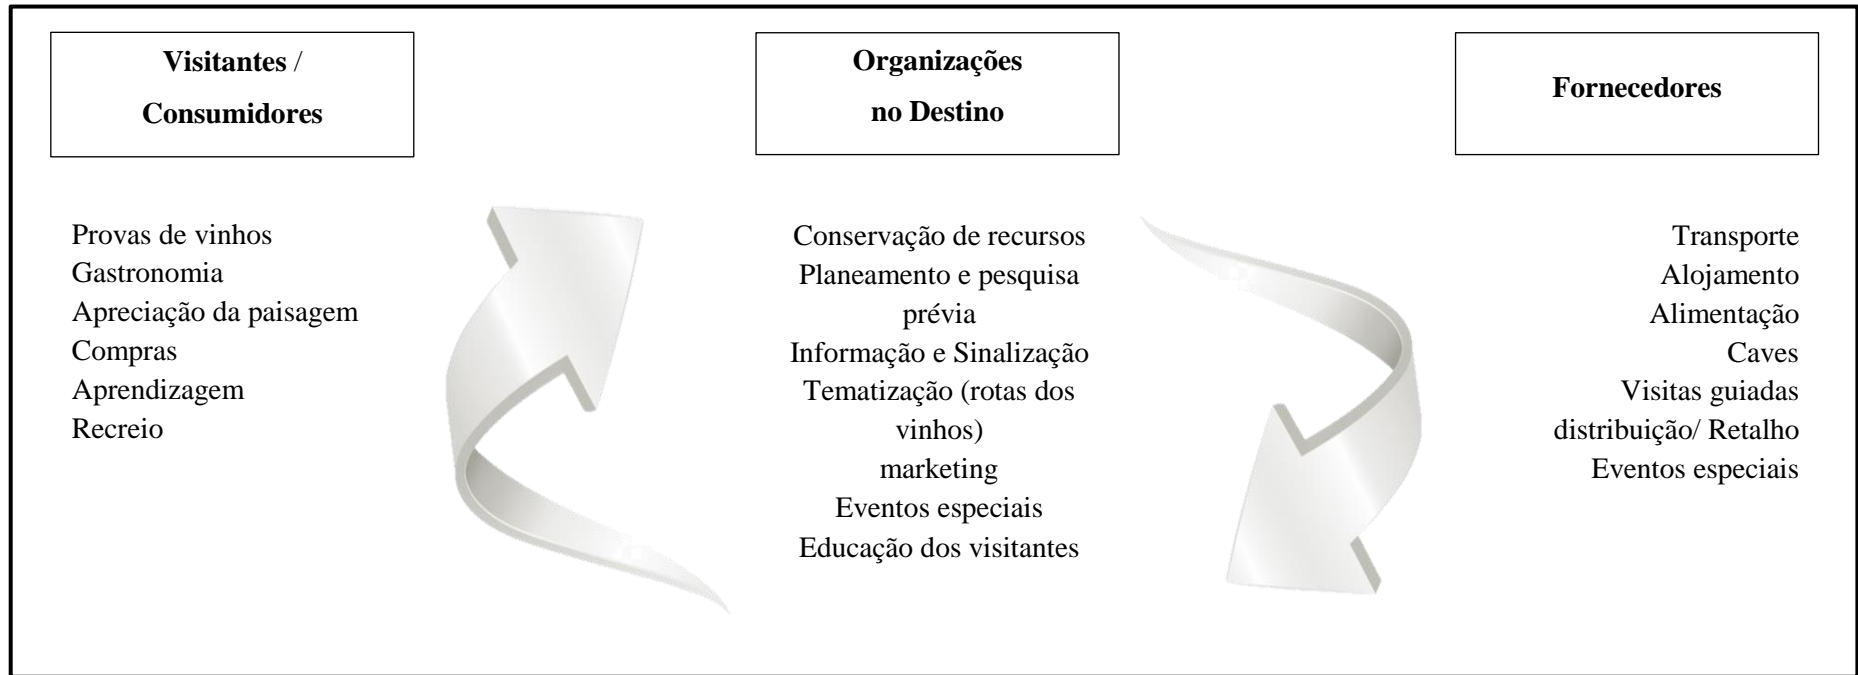 Visitantes /
Consumidores
Provas de vinhos
Gastronomia
Apreciação da paisagem
Compras
Aprendizagem
Recreio
Organizações
no Destino
Conservação de recursos
Planeamento e pesquisa
prévia
Informação e Sinalização
Tematização (rotas dos
vinhos)
marketing
Eventos especiais
Educação dos visitantes
Fornecedores
Transporte
Alojamento
Alimentação
Caves
Visitas guiadas
distribuição/ Retalho
Eventos especiais